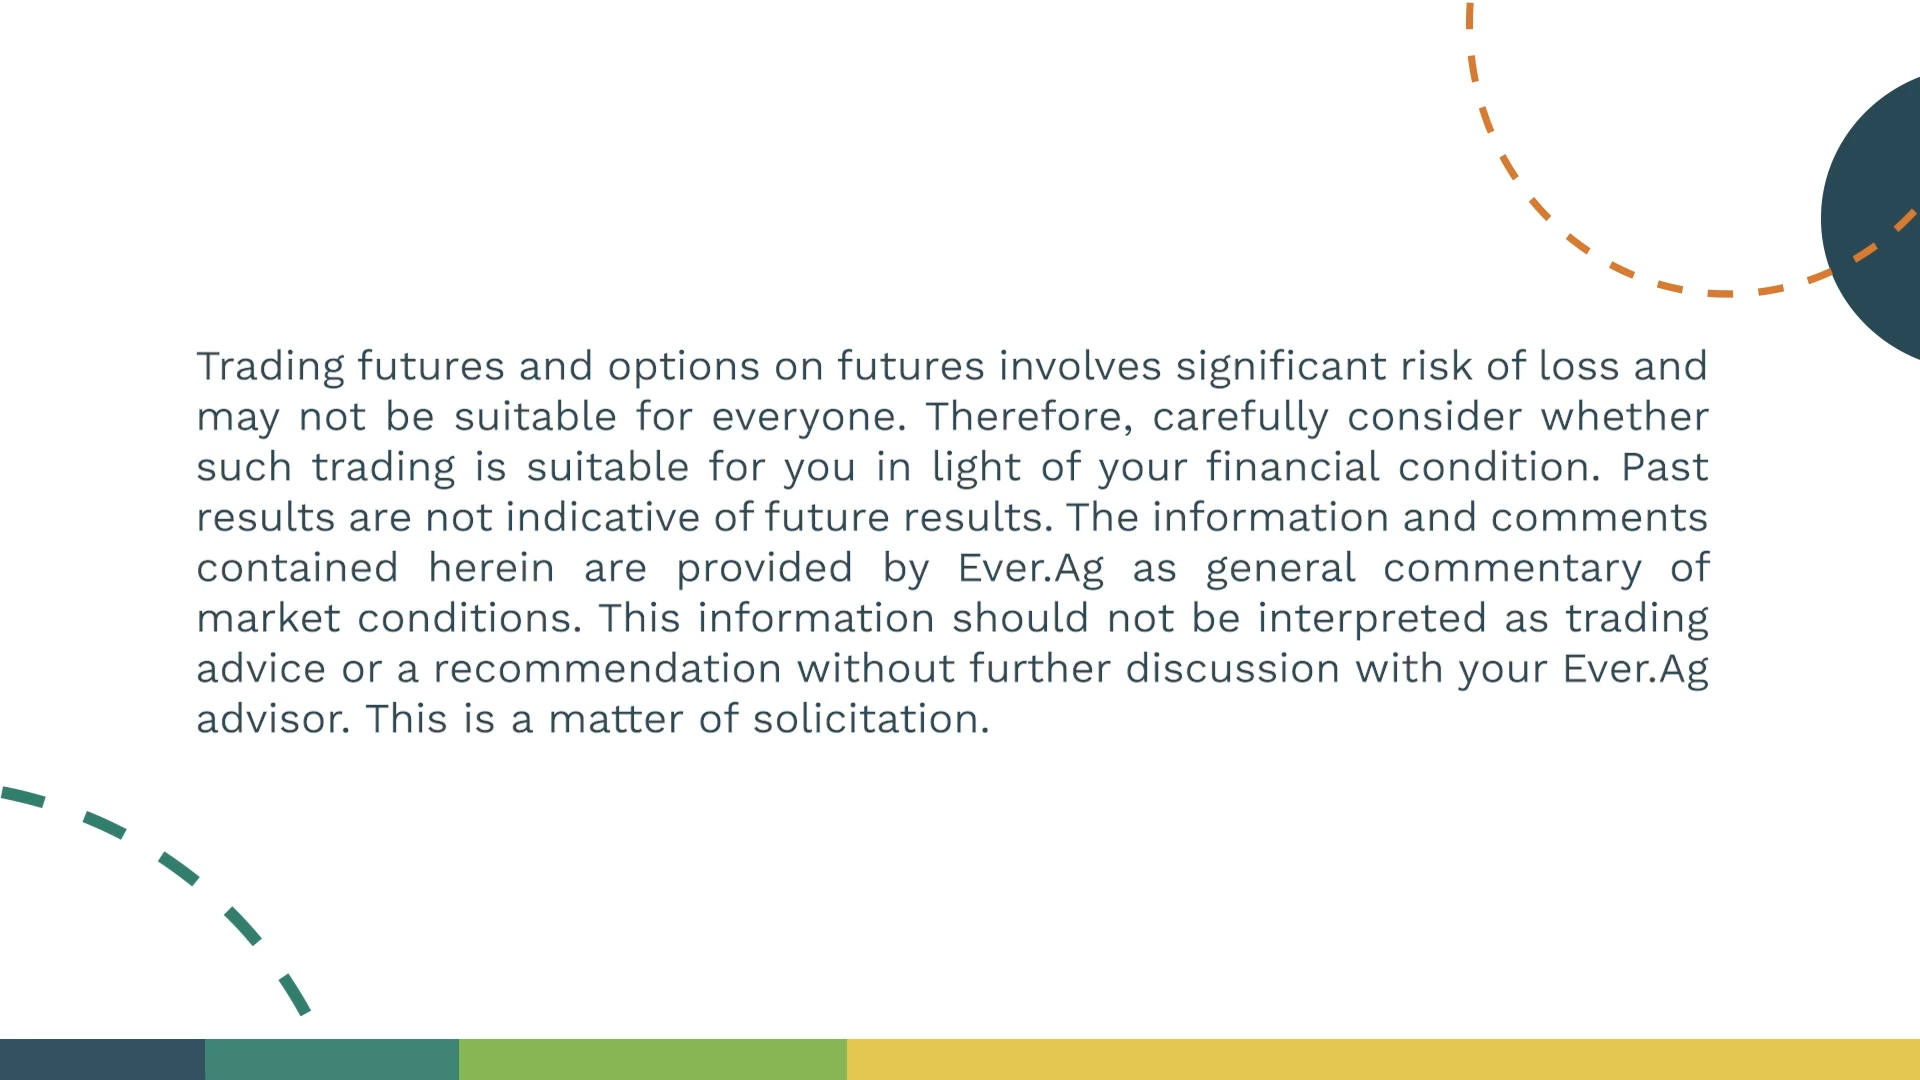 Trading futures and options on futures involves significant risk of loss and
may not be suitable for everyone. Therefore, carefully consider whether
such trading is suitable for you in light of your financial condition. Past
results are not indicative of future results. The information and comments
contained herein are provided by Ever.Ag as general commentary of
market conditions. This information should not be interpreted as trading
advice or a recommendation without further discussion with your Ever.Ag
advisor. This is a matter of solicitation.